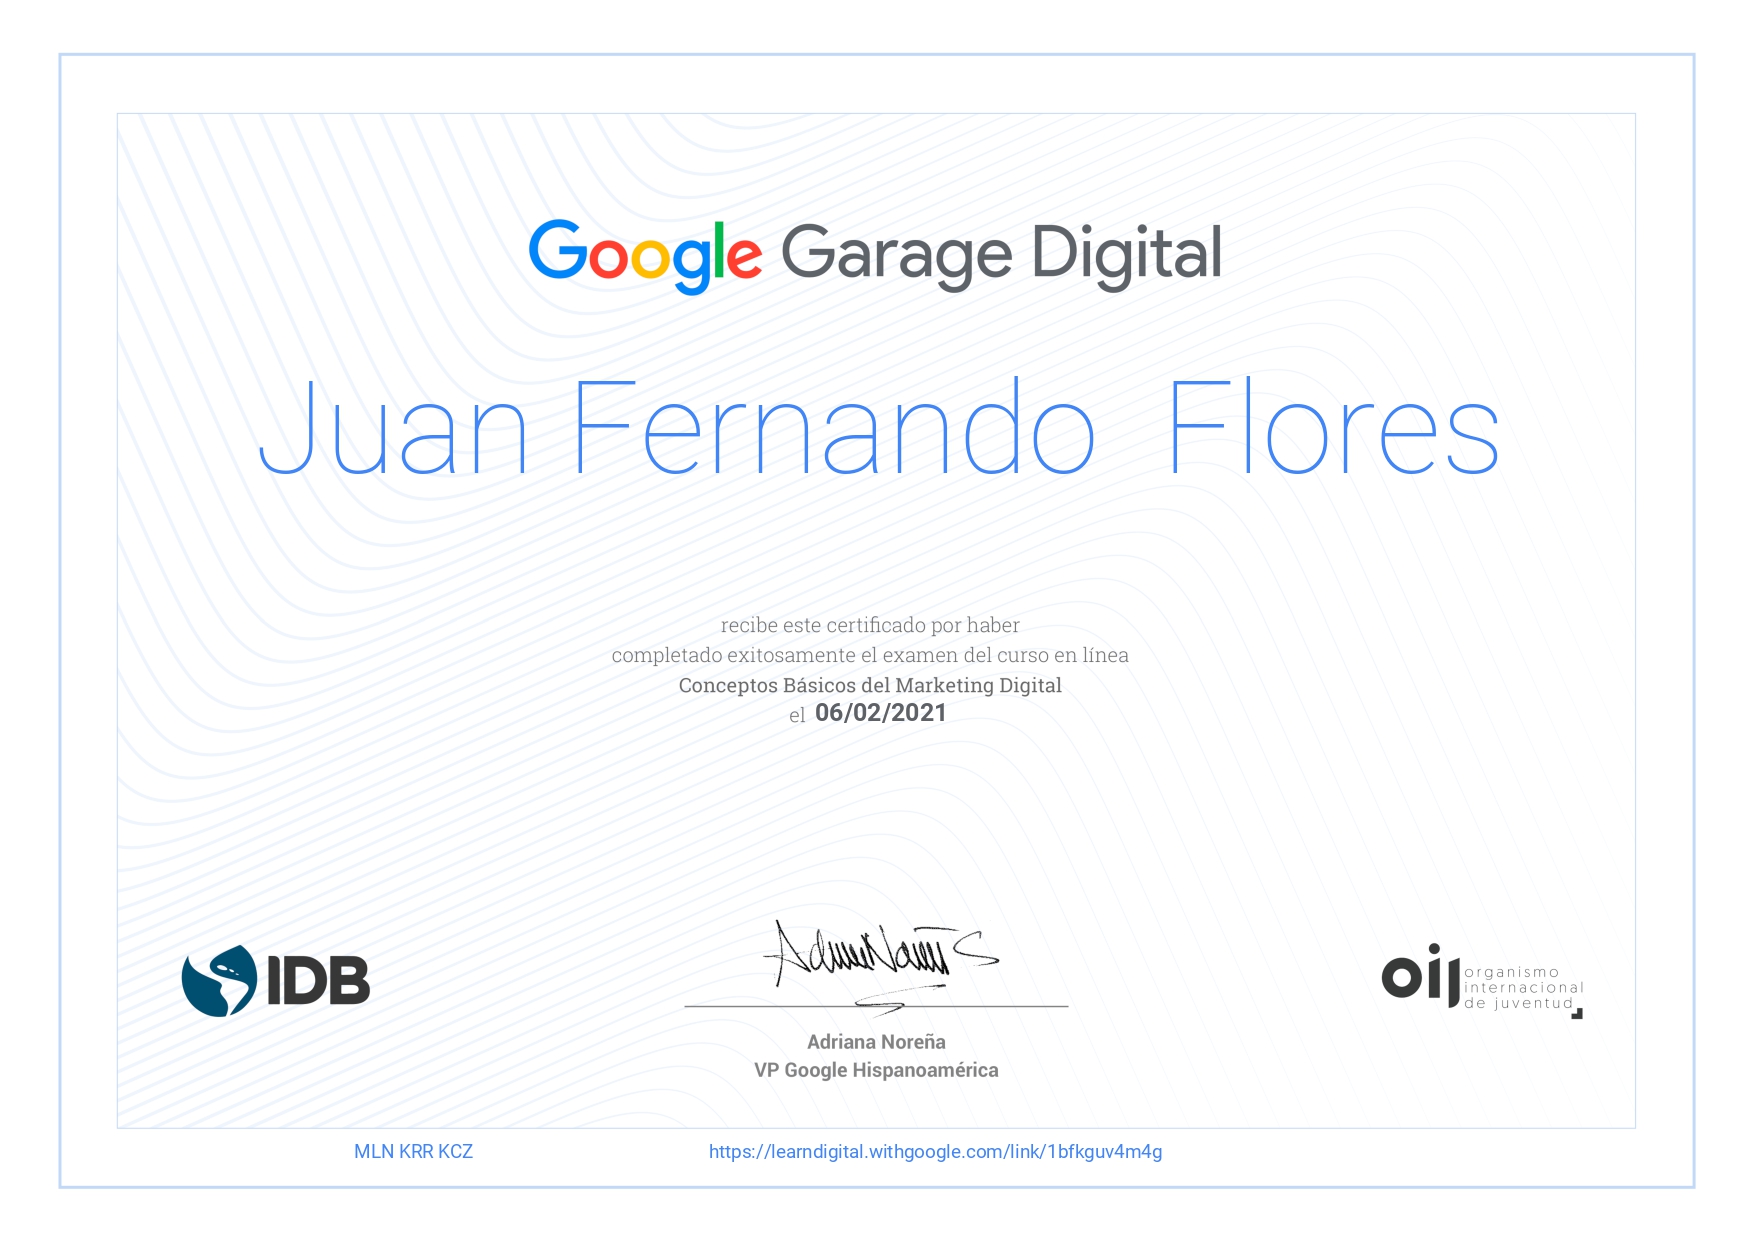 Google Garage Digital
Juan Fernando Flores
recibe este certificado por haber
completado exitosamente el examen del curso en línea
Conceptos Básicos del Marketing Digital
el 06/02/2021
IDB
Adriana Noreña
VP Google Hispanoamérica
oij organismo
internacional
de juventud
MLN KRR KCZ
https://learndigital.withgoogle.com/link/1bfkguv4m4g